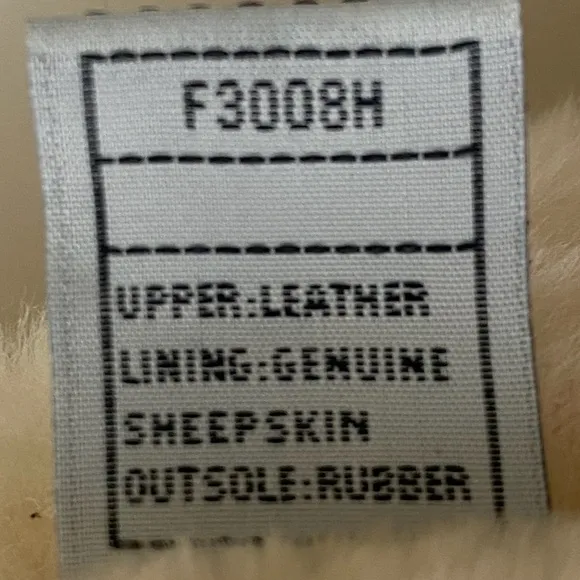 F3008H
UPPER:LEATHER
LINING:GENUINE
SHEEPSKIN
OUTSOLE:RUBBER